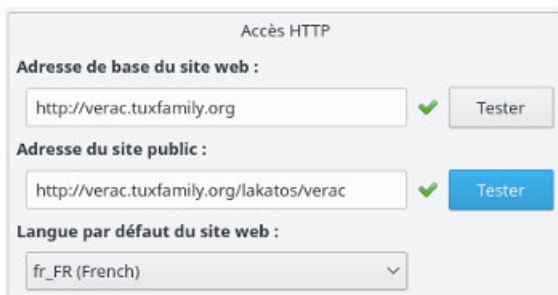 Accès HTTP
Adresse de base du site web :
http://verac.tuxfamily.org
Tester
Adresse du site public :
http://verac.tuxfamily.org/lakatos/verac
Tester
Langue par défaut du site web :
fr_FR (French)